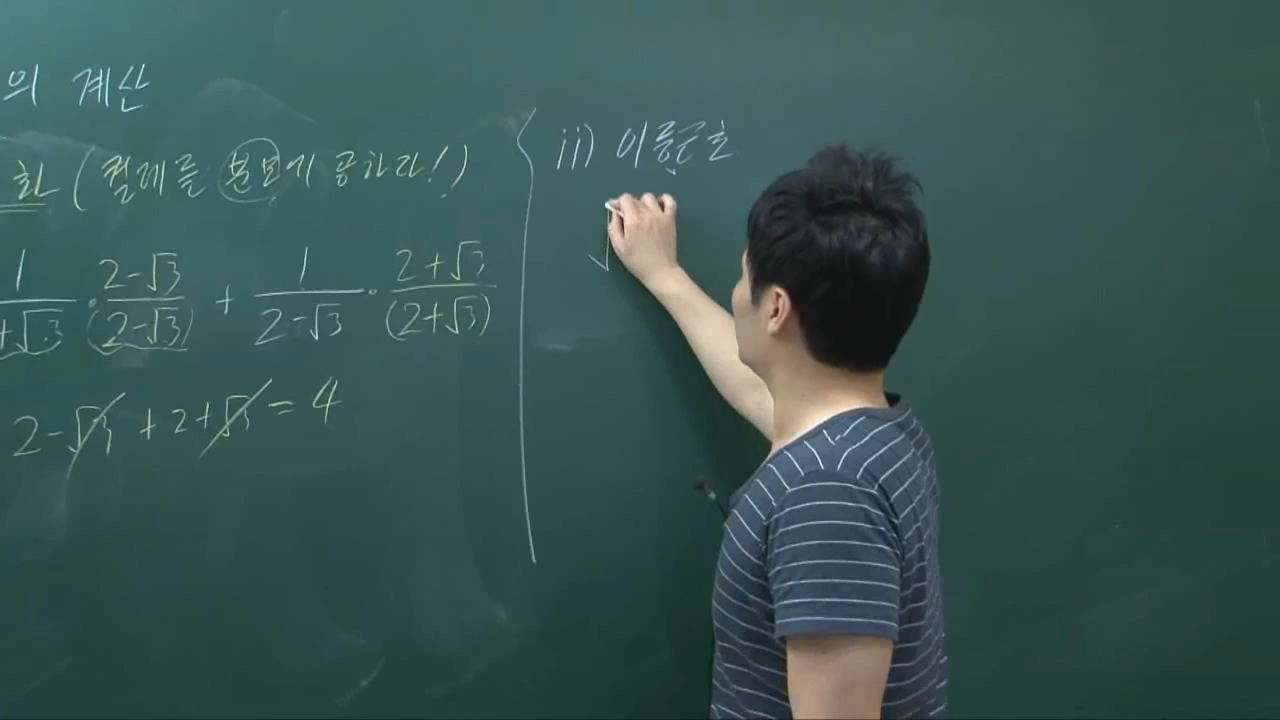 의 계산
화 (켤레를 분모에 곱하라!)
1/+√3 · 2-√3/(2-√3) + 1/2-√3 · 2+√3/(2+√3)
2-√3 + 2+√3 = 4
ii) 이중근호
√